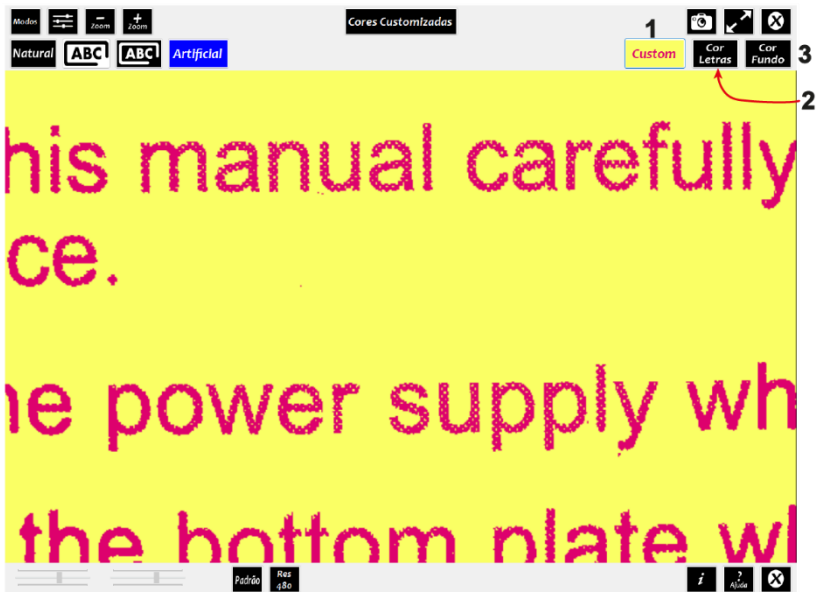 Modos
Zoom
Zoom
Cores Customizadas
1
Natural
ABC
ABC
Artificial
Custom
Cor
Letras
Cor
Fundo
3
2
his manual carefully
ce.
e power supply wh
the bottom plate w
Padrão
Res
480
i
?
Ajuda